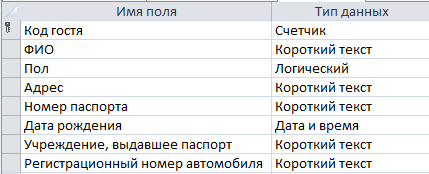 Имя поля Тип данных
Код гостя Счетчик
ФИО Короткий текст
Пол Логический
Адрес Короткий текст
Номер паспорта Короткий текст
Дата рождения Дата и время
Учреждение, выдавшее паспорт Короткий текст
Регистрационный номер автомобиля Короткий текст